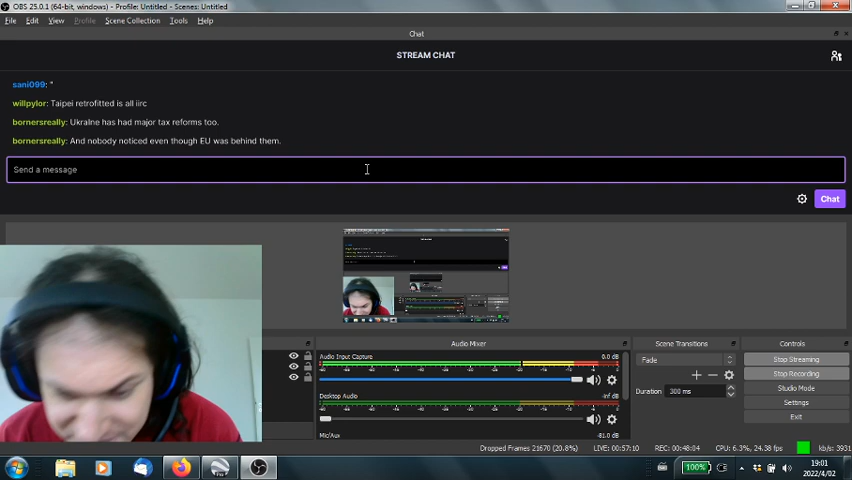 OBS 25.0.1 (64-bit, windows) - Profile: Untitled - Scenes: Untitled
File Edit View Profile Scene Collection Tools Help
Chat
STREAM CHAT
sani099: "
willpylor: Taipei retrofitted is all iirc
bornersreally: Ukraine has had major tax reforms too.
bornersreally: And nobody noticed even though EU was behind them.
Send a message
Chat
Audio Mixer
Scene Transitions
Controls
Audio Input Capture 0.0 dB
Fade
Stop Streaming
Stop Recording
Desktop Audio -inf dB
Duration 300 ms
Studio Mode
Settings
Mic/Aux -81.0 dB
Exit
Dropped Frames 21670 (20.8%) LIVE: 00:57:10 REC: 00:48:04 CPU: 6.3%, 24.38 fps kb/s: 3931
100%
19:01
2022/4/02